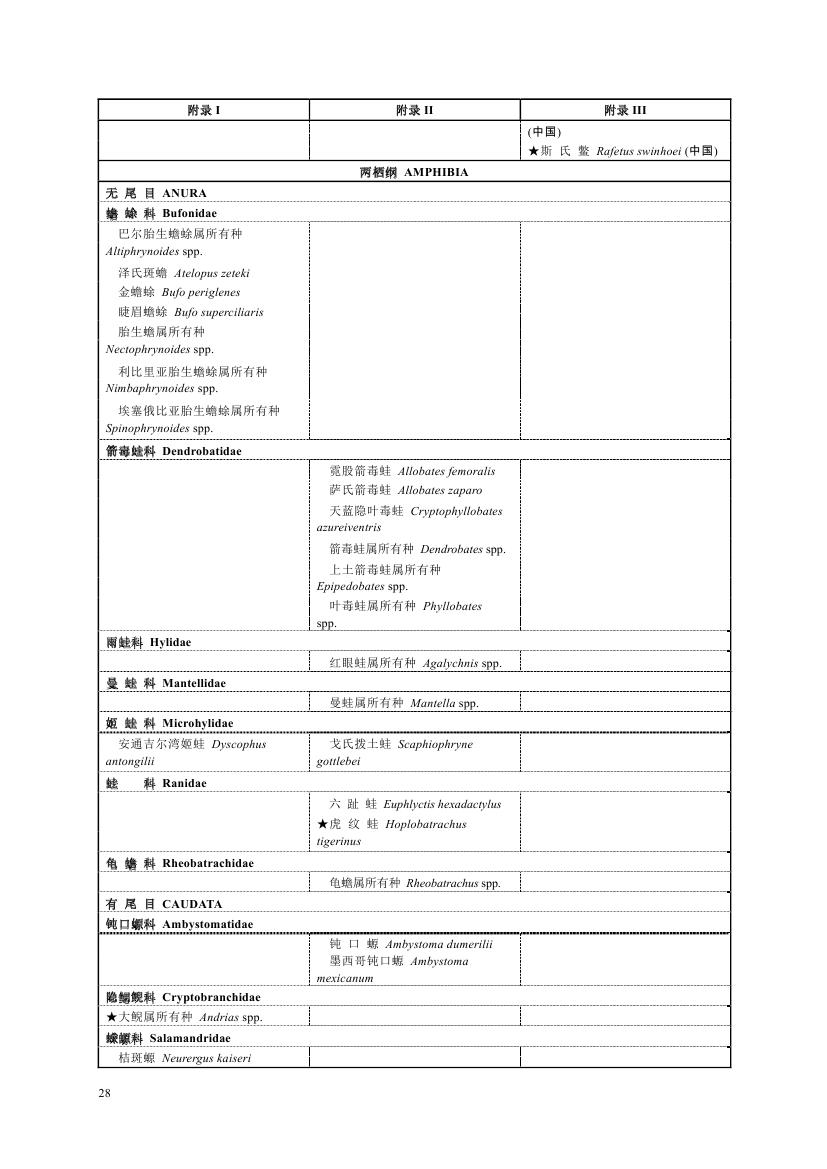 附录 I 附录 II 附录 III
(中国)
★斯 氏 鳖 Rafetus swinhoei (中国)
两栖纲 AMPHIBIA
无 尾 目 ANURA
蟾 蜍 科 Bufonidae
巴尔胎生蟾蜍属所有种
Altiphrynoides spp.
泽氏斑蟾 Atelopus zeteki
金蟾蜍 Bufo periglenes
睫眉蟾蜍 Bufo superciliaris
胎生蟾属所有种
Nectophrynoides spp.
利比里亚胎生蟾蜍属所有种
Nimbaphrynoides spp.
埃塞俄比亚胎生蟾蜍属所有种
Spinophrynoides spp.
箭毒蛙科 Dendrobatidae
霓股箭毒蛙 Allobates femoralis
萨氏箭毒蛙 Allobates zaparo
天蓝隐叶毒蛙 Cryptophyllobates
azureiventris
箭毒蛙属所有种 Dendrobates spp.
上土箭毒蛙属所有种
Epipedobates spp.
叶毒蛙属所有种 Phyllobates
spp.
雨蛙科 Hylidae
红眼蛙属所有种 Agalychnis spp.
曼 蛙 科 Mantellidae
曼蛙属所有种 Mantella spp.
姬 蛙 科 Microhylidae
安通吉尔湾姬蛙 Dyscophus
antongilii
戈氏拨土蛙 Scaphiophryne
gottlebei
蛙 科 Ranidae
六 趾 蛙 Euphlyctis hexadactylus
★虎 纹 蛙 Hoplobatrachus
tigerinus
龟 蟾 科 Rheobatrachidae
龟蟾属所有种 Rheobatrachus spp.
有 尾 目 CAUDATA
钝口螈科 Ambystomatidae
钝 口 螈 Ambystoma dumerilii
墨西哥钝口螈 Ambystoma
mexicanum
隐鳃鲵科 Cryptobranchidae
★大鲵属所有种 Andrias spp.
蝾螈科 Salamandridae
桔斑螈 Neurergus kaiseri
28